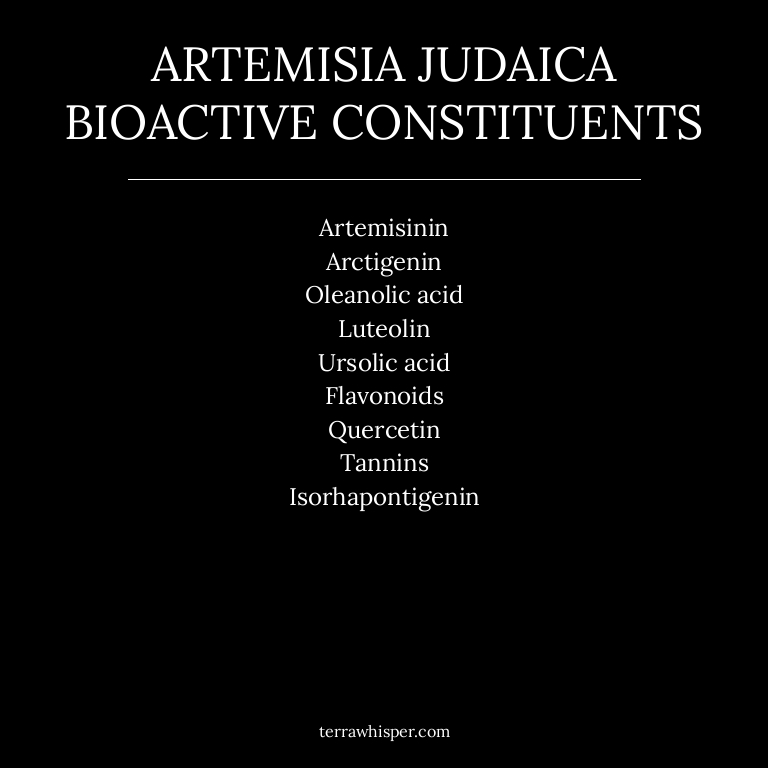 ARTEMISIA JUDAICA
BIOACTIVE CONSTITUENTS
Artemisinin
Arctigenin
Oleanolic acid
Luteolin
Ursolic acid
Flavonoids
Quercetin
Tannins
Isorhapontigenin
terrawhisper.com